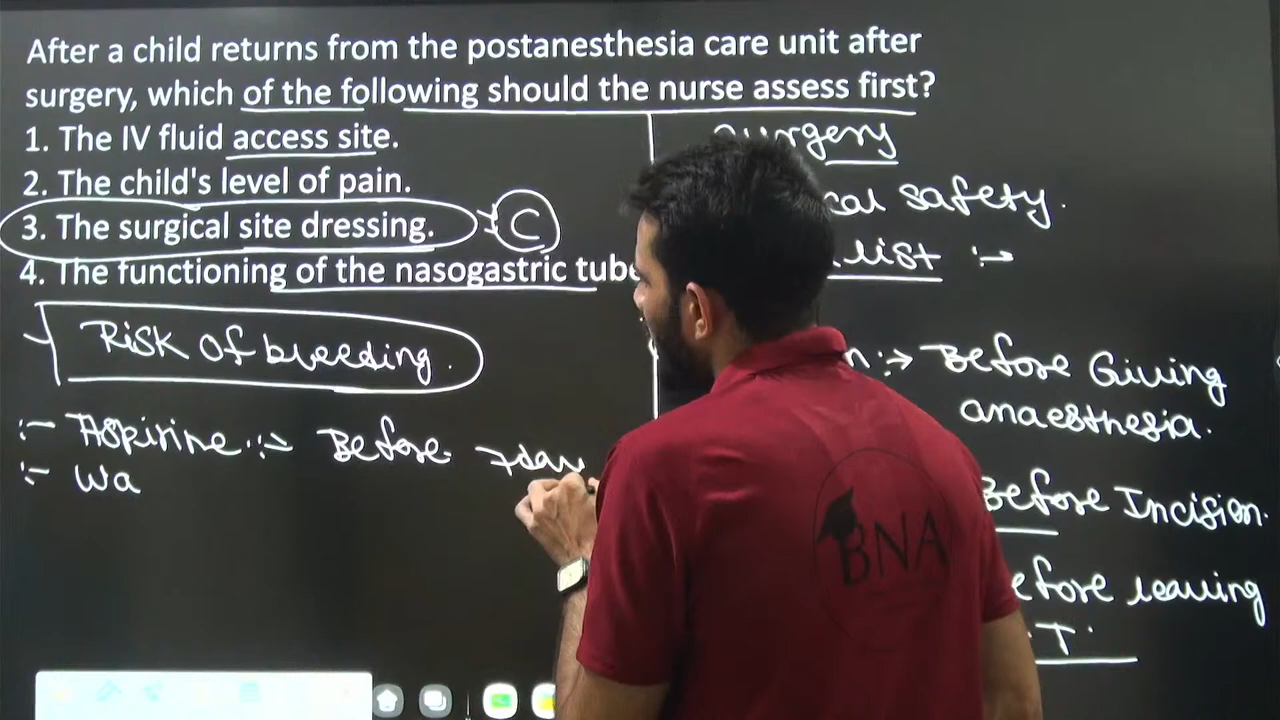 After a child returns from the postanesthesia care unit after
surgery, which of the following should the nurse assess first?
1. The IV fluid access site.
2. The child's level of pain.
3. The surgical site dressing. C
4. The functioning of the nasogastric tube
Risk of bleeding.
:- Aspirine :-> Before 7day
:- Wa
surgery
cal safety.
list :->
n :-> Before Giving
anaesthesia.
Before Incision.
efore leaving
.T.
BNA